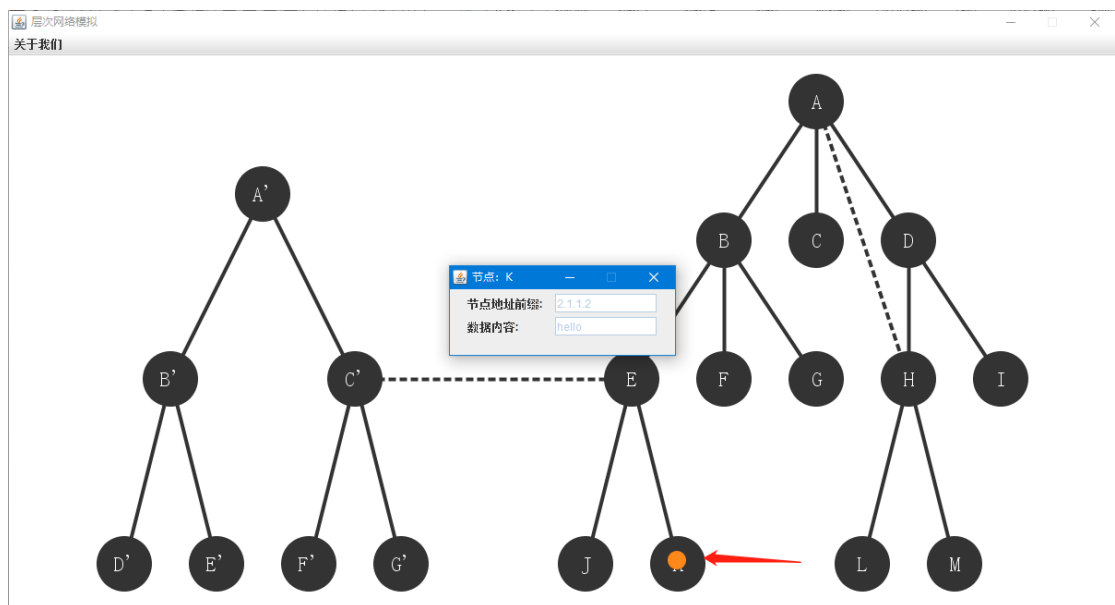 层次网络模拟
关于我们
A
A'
B C D
节点: K
节点地址前缀: 2.1.1.2
数据内容: hello
B' C' E F G H I
D' E' F' G' J L M